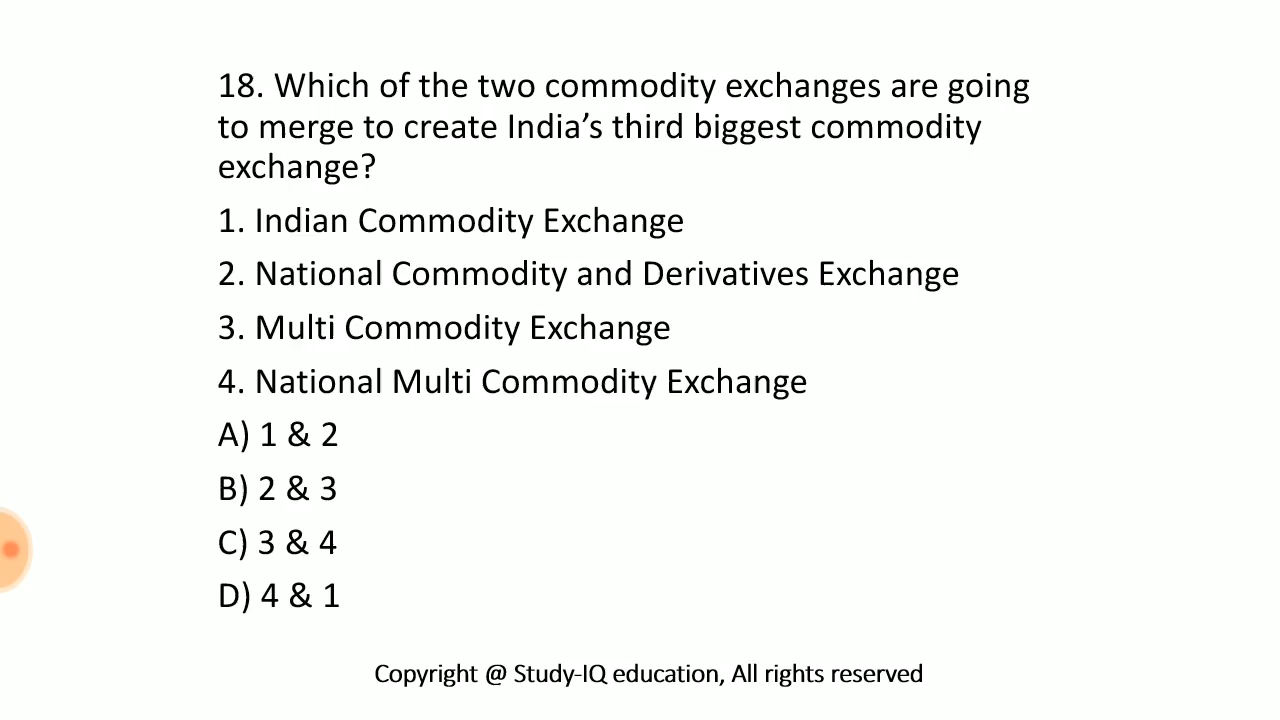 18. Which of the two commodity exchanges are going
to merge to create India’s third biggest commodity
exchange?
1. Indian Commodity Exchange
2. National Commodity and Derivatives Exchange
3. Multi Commodity Exchange
4. National Multi Commodity Exchange
A) 1 & 2
B) 2 & 3
C) 3 & 4
D) 4 & 1
Copyright @ Study-IQ education, All rights reserved